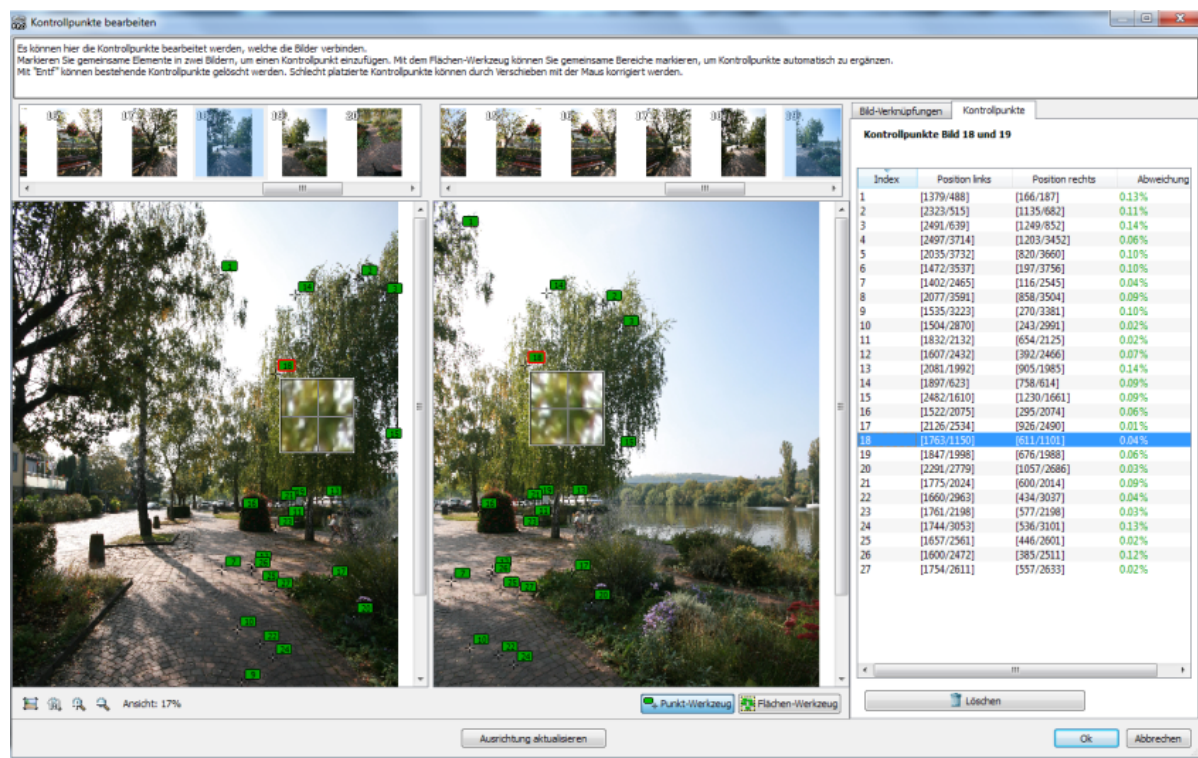 Kontrollpunkte bearbeiten
Es können hier die Kontrollpunkte bearbeitet werden, welche die Bilder verbinden.
Markieren Sie gemeinsame Elemente in zwei Bildern, um einen Kontrollpunkt einzufügen. Mit dem Flächen-Werkzeug können Sie gemeinsame Bereiche markieren, um Kontrollpunkte automatisch zu ergänzen.
Mit "Entf" können bestehende Kontrollpunkte gelöscht werden. Schlecht platzierte Kontrollpunkte können durch Verschieben mit der Maus korrigiert werden.
Bild-Verknüpfungen Kontrollpunkte
Kontrollpunkte Bild 18 und 19
Index Position links Position rechts Abweichung
1 [1379/488] [166/187] 0.13%
2 [2323/515] [1135/682] 0.11%
3 [2491/639] [1249/852] 0.14%
4 [2497/3714] [1203/3452] 0.06%
5 [2035/3732] [820/3660] 0.10%
6 [1472/3537] [197/3756] 0.10%
7 [1402/2465] [116/2545] 0.04%
8 [2077/3591] [858/3504] 0.09%
9 [1535/3223] [270/3381] 0.10%
10 [1504/2870] [243/2991] 0.02%
11 [1832/2132] [654/2125] 0.02%
12 [1607/2432] [392/2466] 0.07%
13 [2081/1992] [905/1985] 0.14%
14 [1897/623] [758/614] 0.09%
15 [2482/1610] [1230/1661] 0.09%
16 [1522/2075] [295/2074] 0.06%
17 [2126/2534] [926/2490] 0.01%
18 [1763/1150] [611/1101] 0.04%
19 [1847/1998] [676/1988] 0.06%
20 [2291/2779] [1057/2686] 0.03%
21 [1775/2024] [600/2014] 0.09%
22 [1660/2963] [434/3037] 0.04%
23 [1761/2198] [577/2198] 0.03%
24 [1744/3053] [536/3101] 0.13%
25 [1657/2561] [446/2601] 0.02%
26 [1600/2472] [385/2511] 0.12%
27 [1754/2611] [557/2633] 0.02%
Ansicht: 17%
Punkt-Werkzeug Flächen-Werkzeug
Löschen
Ausrichtung aktualisieren
Ok Abbrechen